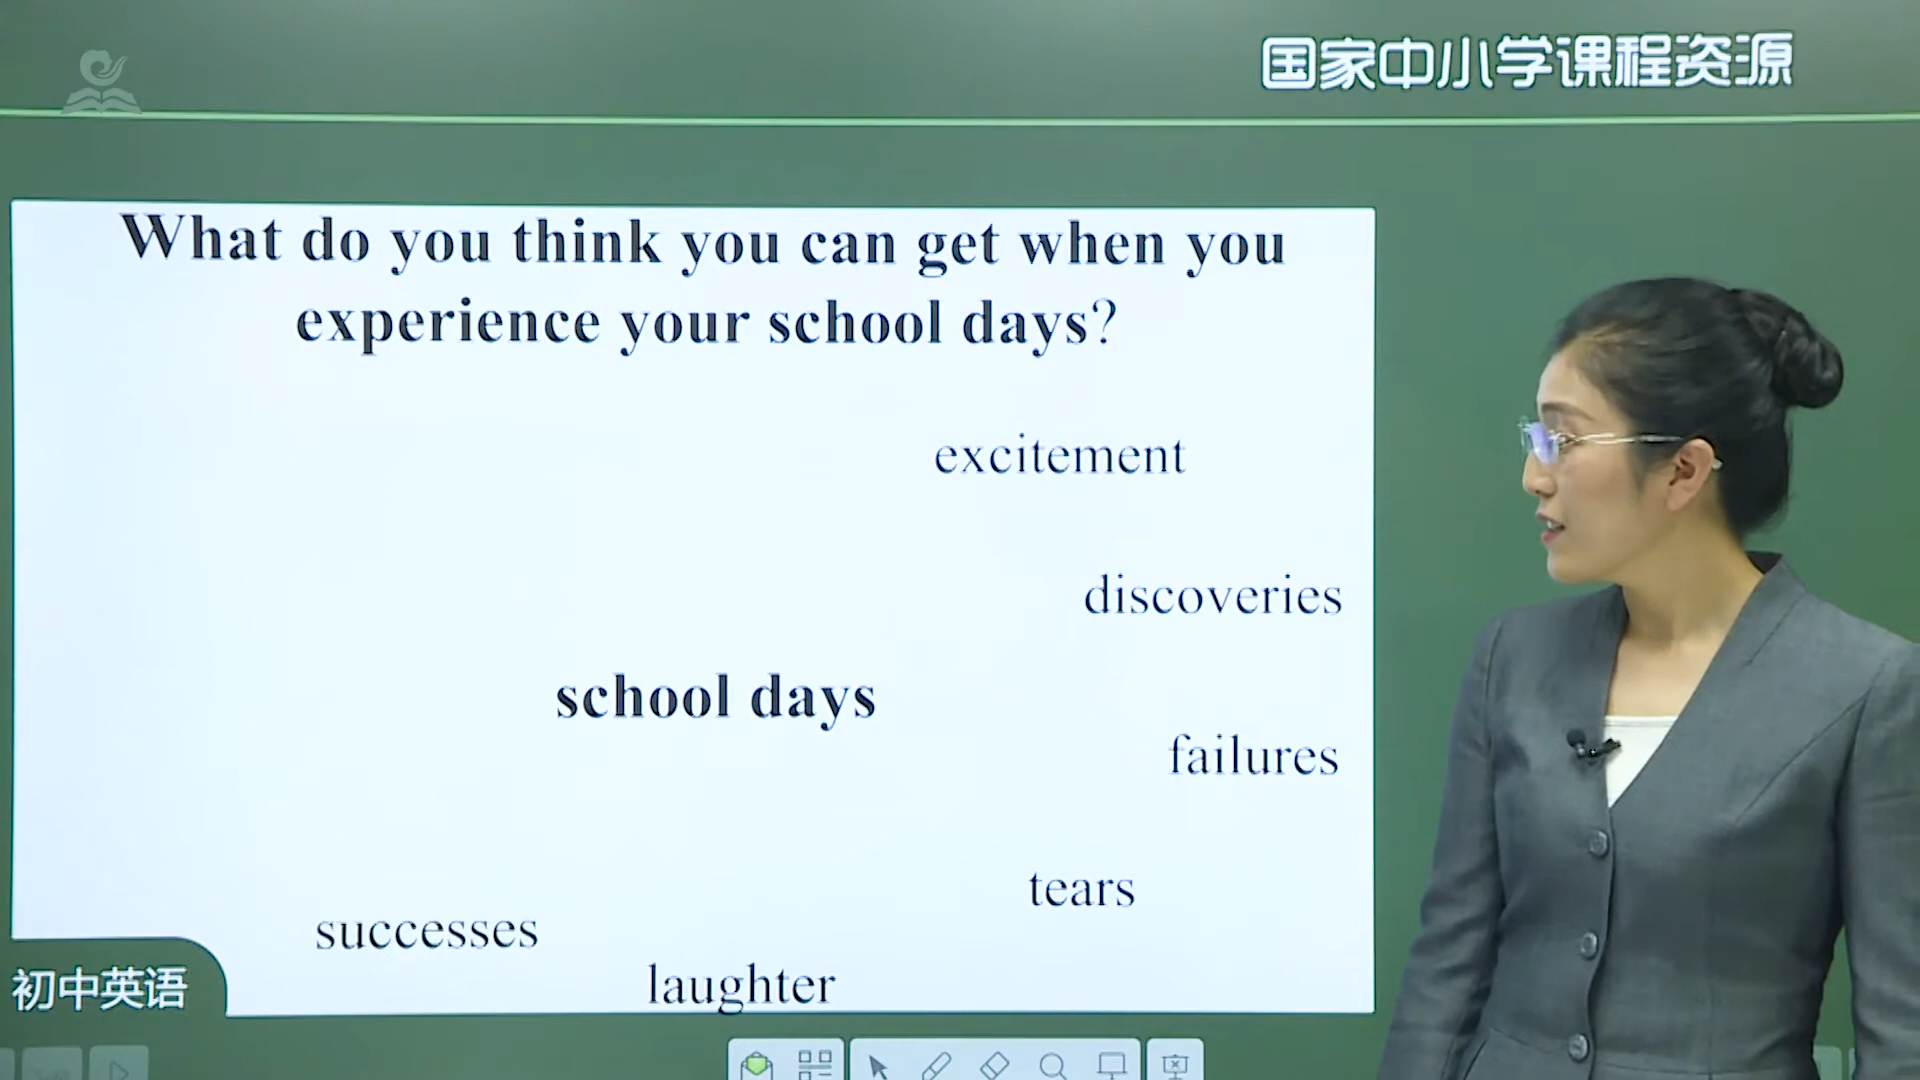 国家中小学课程资源
What do you think you can get when you
experience your school days?
excitement
discoveries
school days
failures
tears
successes
laughter
初中英语